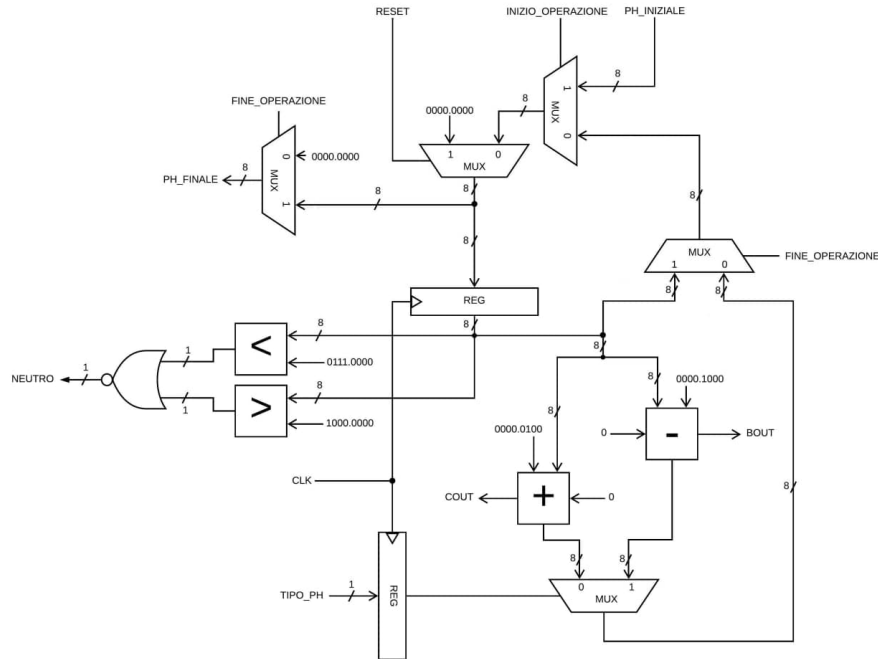 RESET
INIZIO_OPERAZIONE
PH_INIZIALE
8
1
MUX
0
8
0000.0000
1
0
MUX
FINE_OPERAZIONE
0
MUX
1
0000.0000
8
PH_FINALE
8
8
8
8
MUX
1
0
FINE_OPERAZIONE
8
8
REG
8
8
<
0111.0000
8
1
NEUTRO
1
1
8
>
1000.0000
8
0000.1000
0
-
BOUT
8
0000.0100
COUT
+
0
CLK
8
8
8
0
1
MUX
TIPO_PH
1
REG